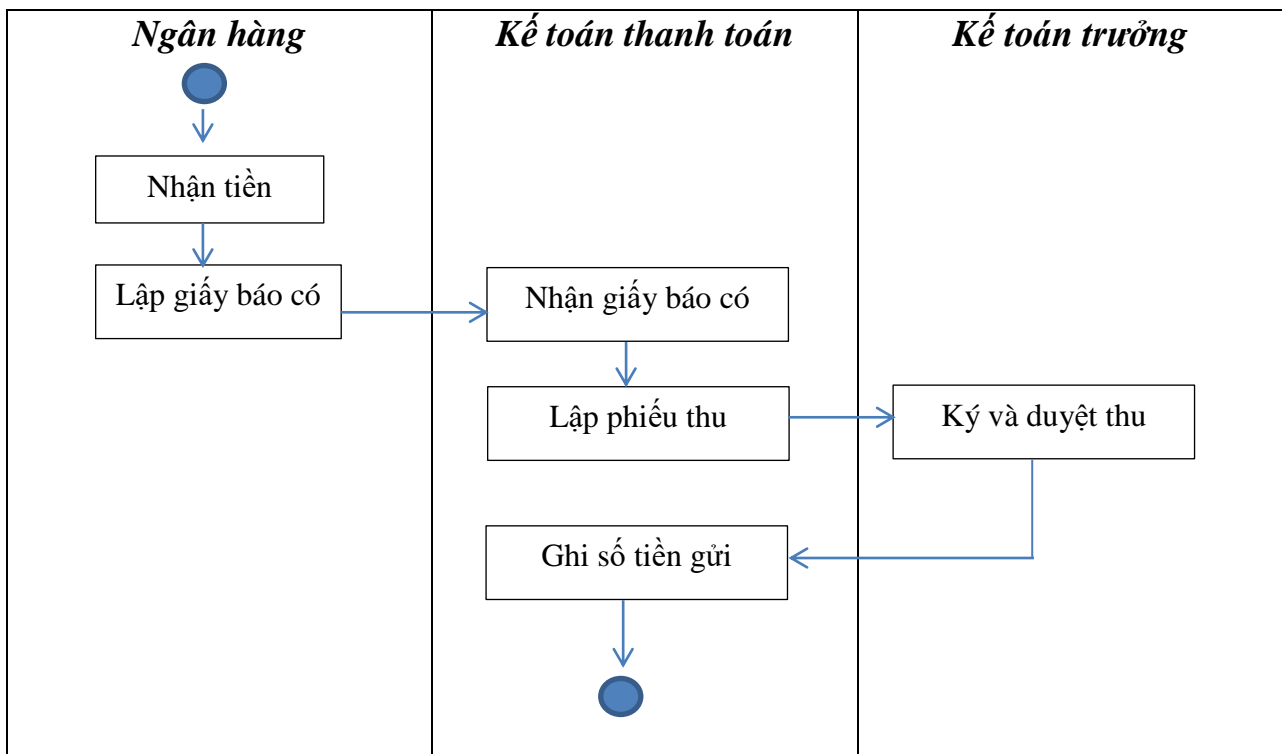 Ngân hàng
Kế toán thanh toán
Kế toán trưởng
Nhận tiền
Lập giấy báo có
Nhận giấy báo có
Lập phiếu thu
Ký và duyệt thu
Ghi số tiền gửi